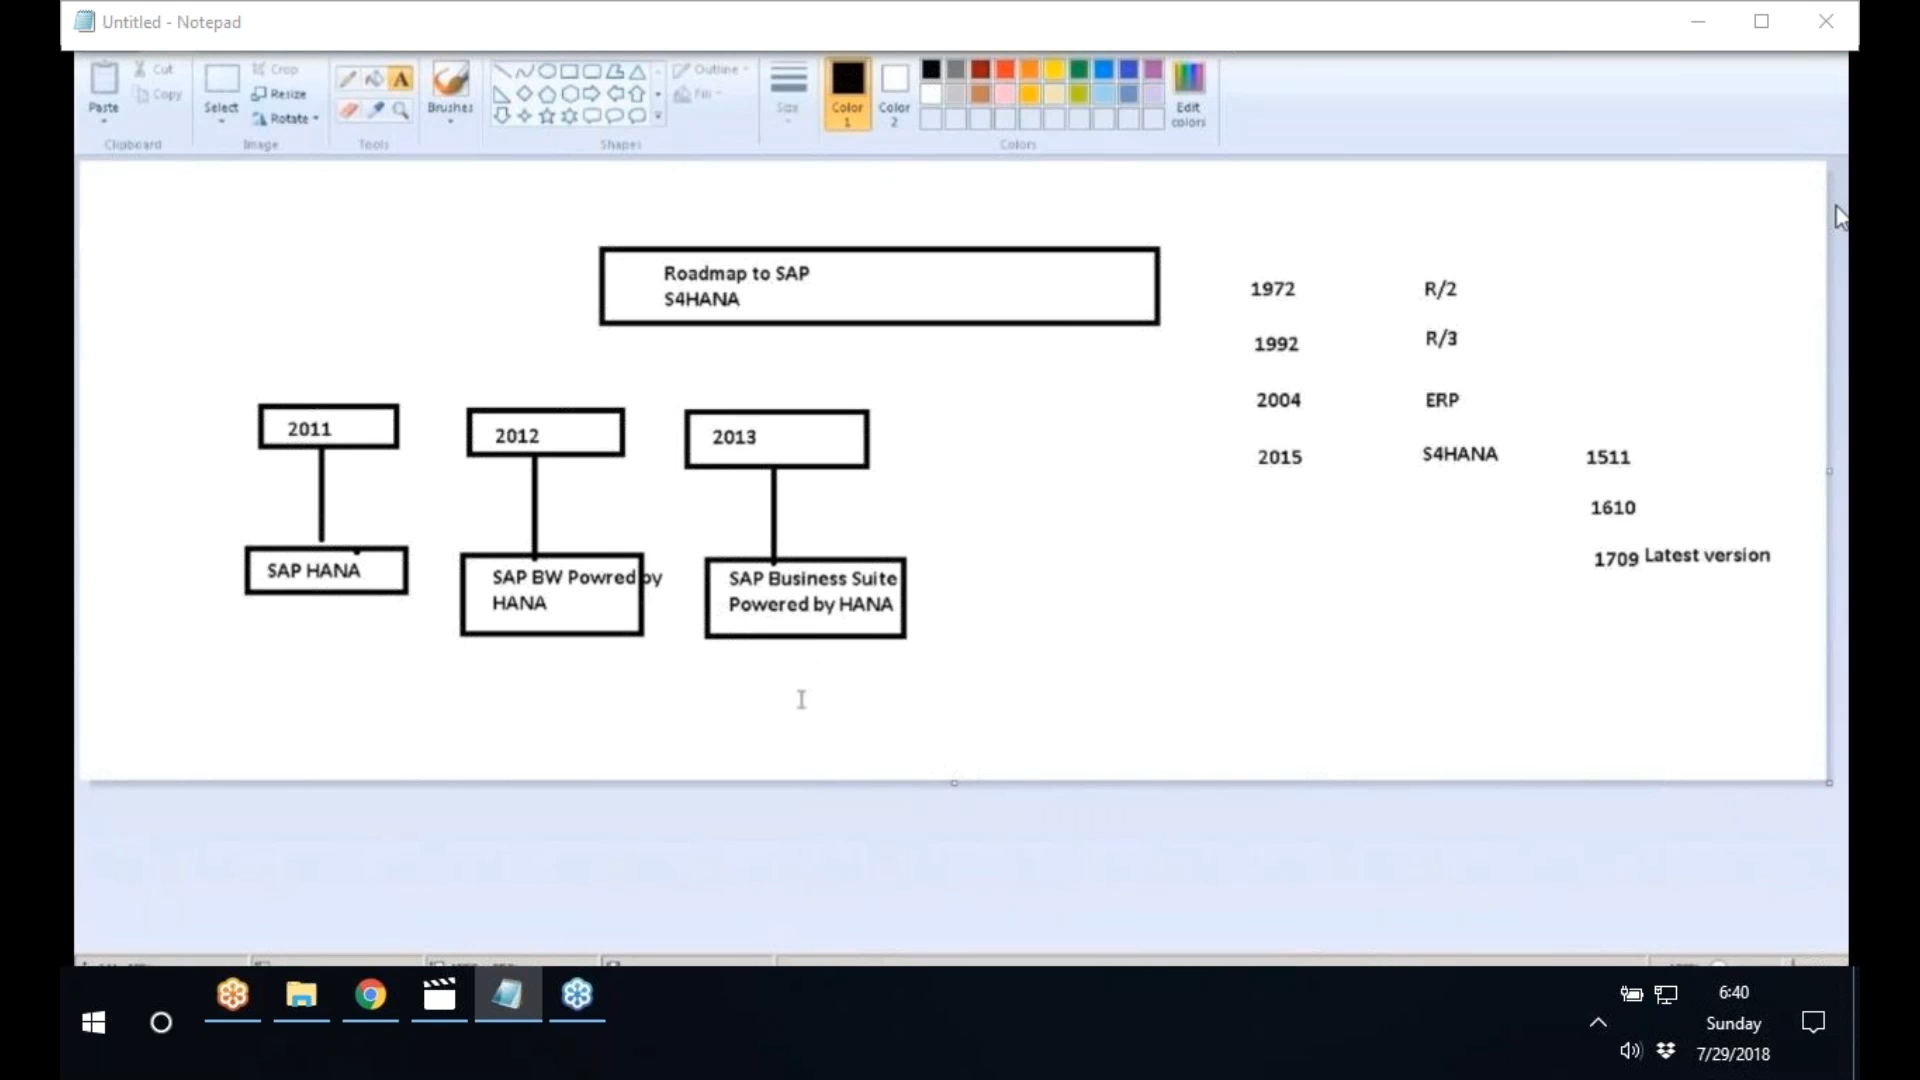 Untitled - Notepad
Paste
Cut
Copy
Clipboard
Select
Crop
Resize
Rotate
Image
A
Tools
Brushes
Shapes
Outline
Fill
Size
Color 1
Color 2
Edit colors
Colors
Roadmap to SAP
S4HANA
1972 R/2
1992 R/3
2004 ERP
2015 S4HANA 1511
1610
1709 Latest version
2011
2012
2013
SAP HANA
SAP BW Powred by
HANA
SAP Business Suite
Powered by HANA
6:40
Sunday
7/29/2018